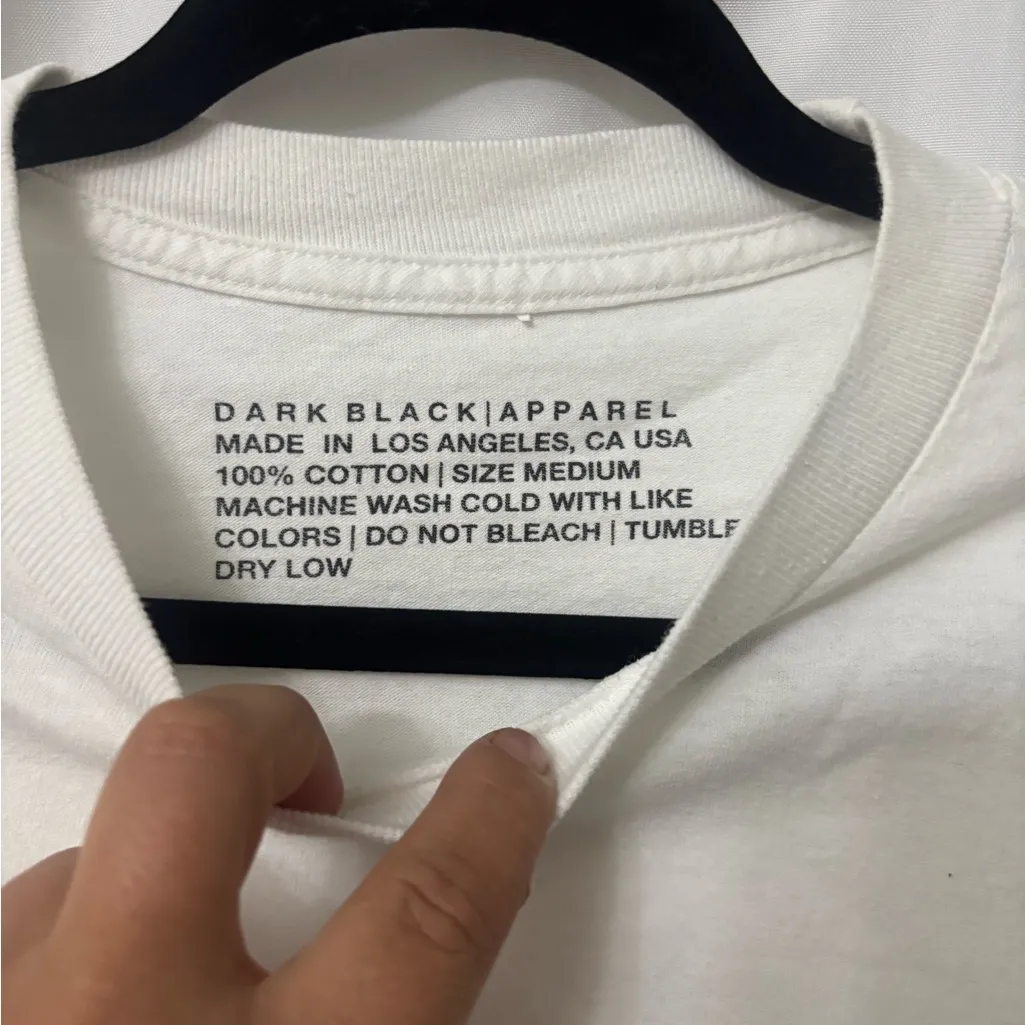 DARK BLACK|APPAREL
MADE IN LOS ANGELES, CA USA
100% COTTON | SIZE MEDIUM
MACHINE WASH COLD WITH LIKE
COLORS | DO NOT BLEACH | TUMBLE
DRY LOW